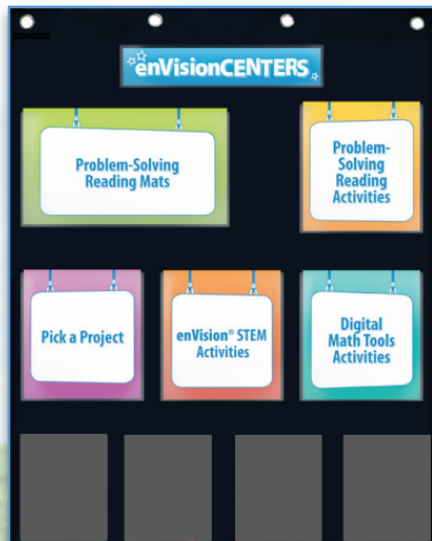 enVisionCENTERS
Problem-Solving
Reading Mats
Problem-
Solving
Reading
Activities
Pick a Project
enVision® STEM
Activities
Digital
Math Tools
Activities